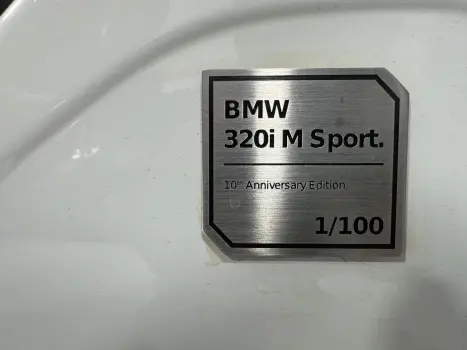 BMW
320i M Sport.
10th Anniversary Edition.
1/100